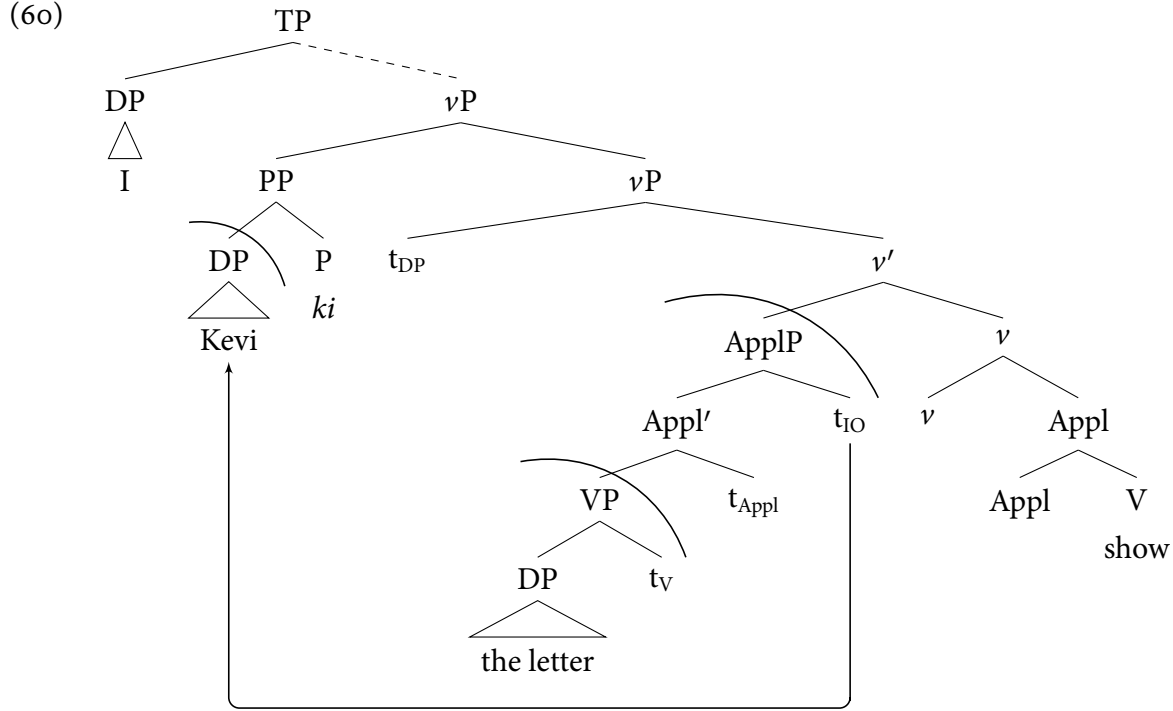 (60)
TP
DP vP
I PP vP
DP P t_DP v′
Kevi ki ApplP v
Appl′ t_IO v Appl
VP t_Appl Appl V
show
DP t_V
the letter